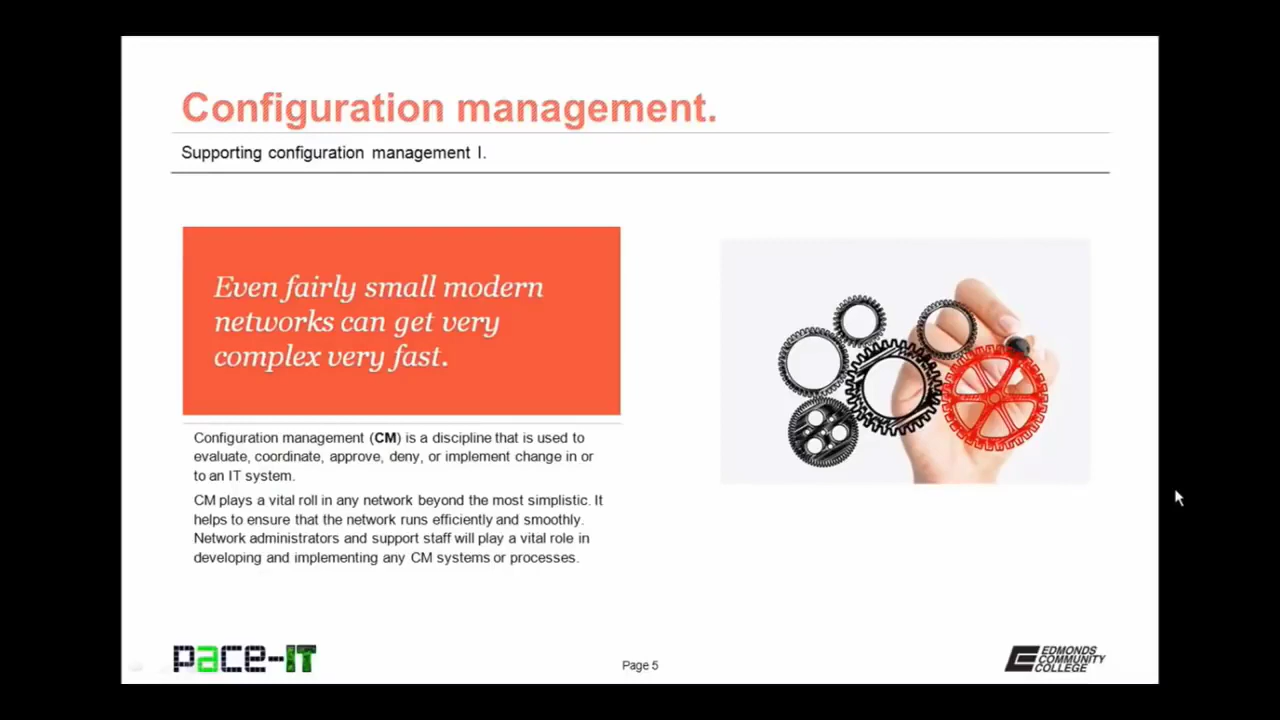 Configuration management.
Supporting configuration management I.
Even fairly small modern
networks can get very
complex very fast.
Configuration management (CM) is a discipline that is used to
evaluate, coordinate, approve, deny, or implement change in or
to an IT system.
CM plays a vital roll in any network beyond the most simplistic. It
helps to ensure that the network runs efficiently and smoothly.
Network administrators and support staff will play a vital role in
developing and implementing any CM systems or processes.
pace-IT
Page 5
EDMONDS
COMMUNITY
COLLEGE